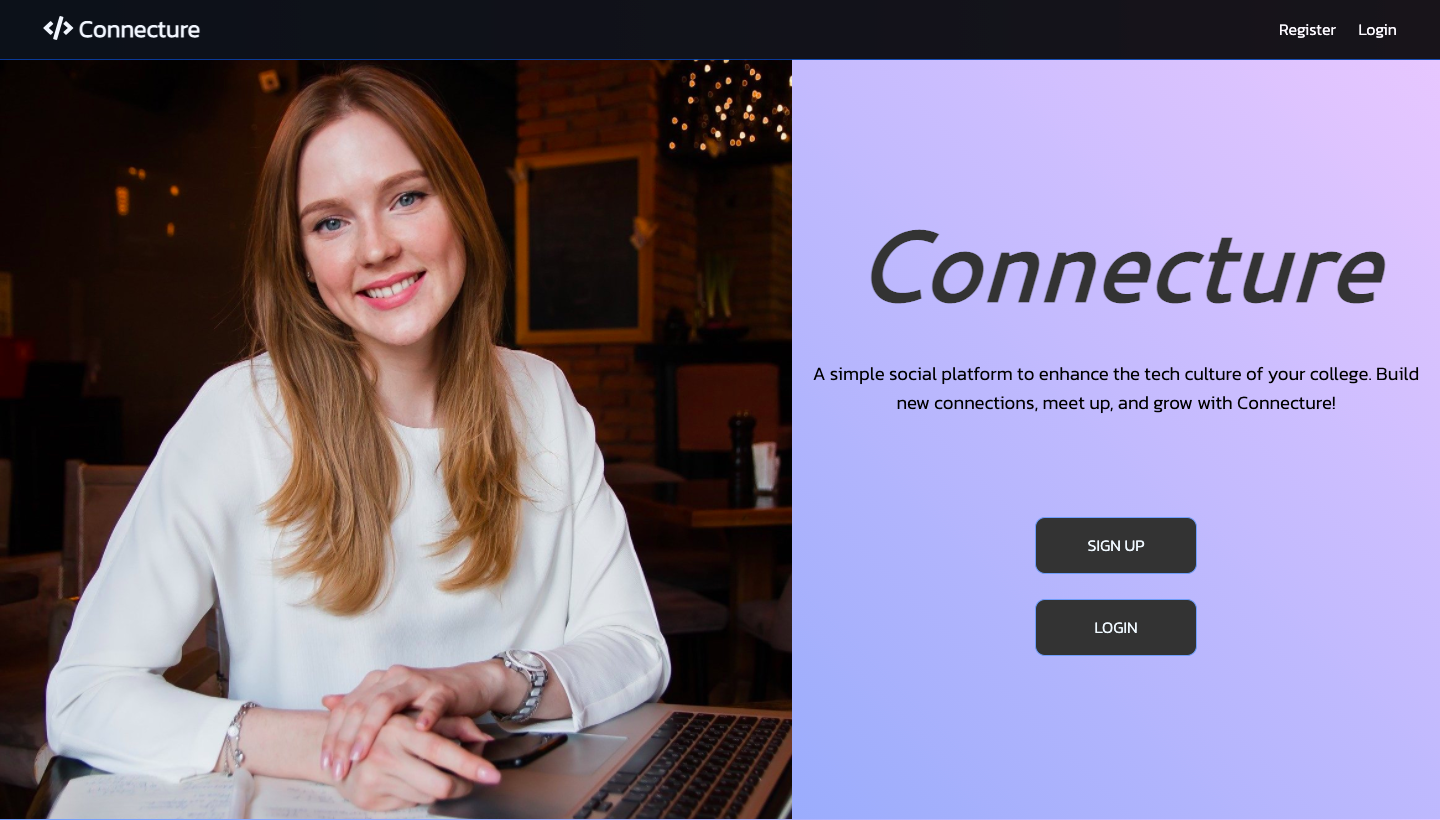 Connecture
Register
Login
Connecture
A simple social platform to enhance the tech culture of your college. Build
new connections, meet up, and grow with Connecture!
SIGN UP
LOGIN